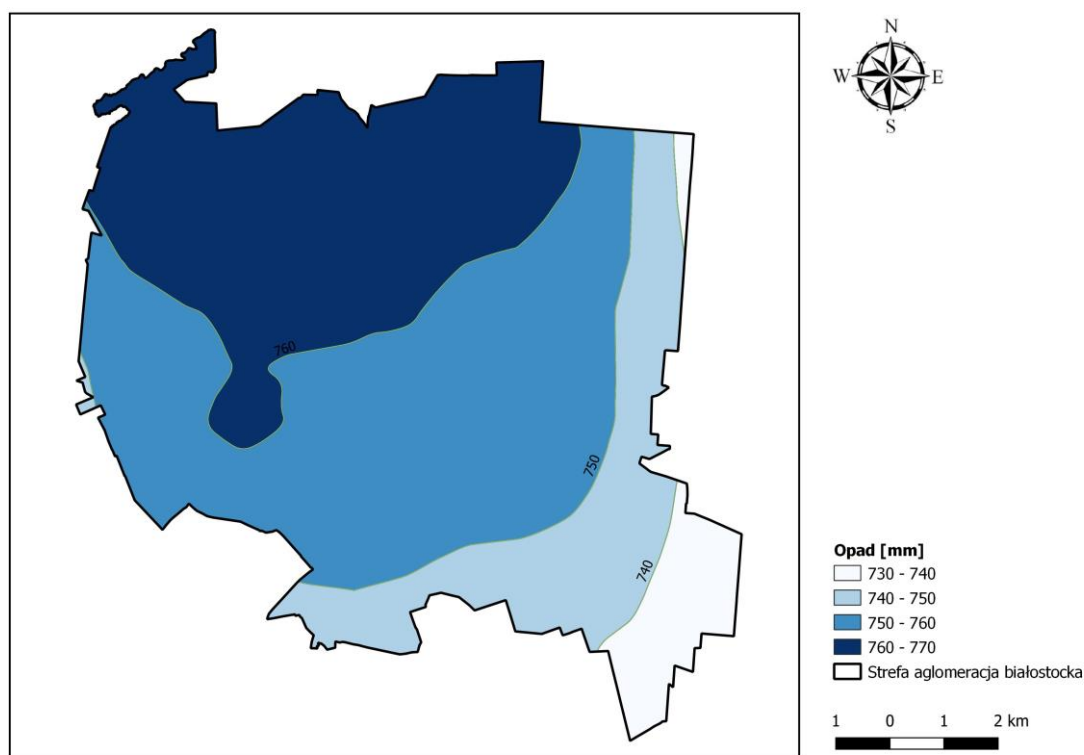 N
W E
S
760
750
740
Opad [mm]
730 - 740
740 - 750
750 - 760
760 - 770
Strefa aglomeracja białostocka
1 0 1 2 km